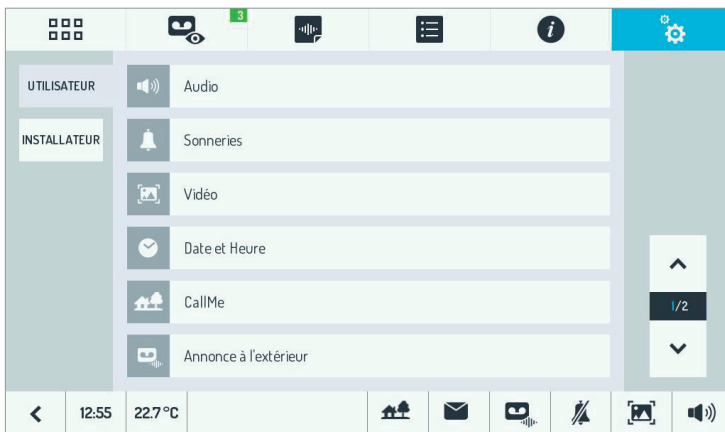 3
i
UTILISATEUR
Audio
INSTALLATEUR
Sonneries
Vidéo
Date et Heure
CallMe
1/2
Annonce à l'extérieur
12:55
22.7°C